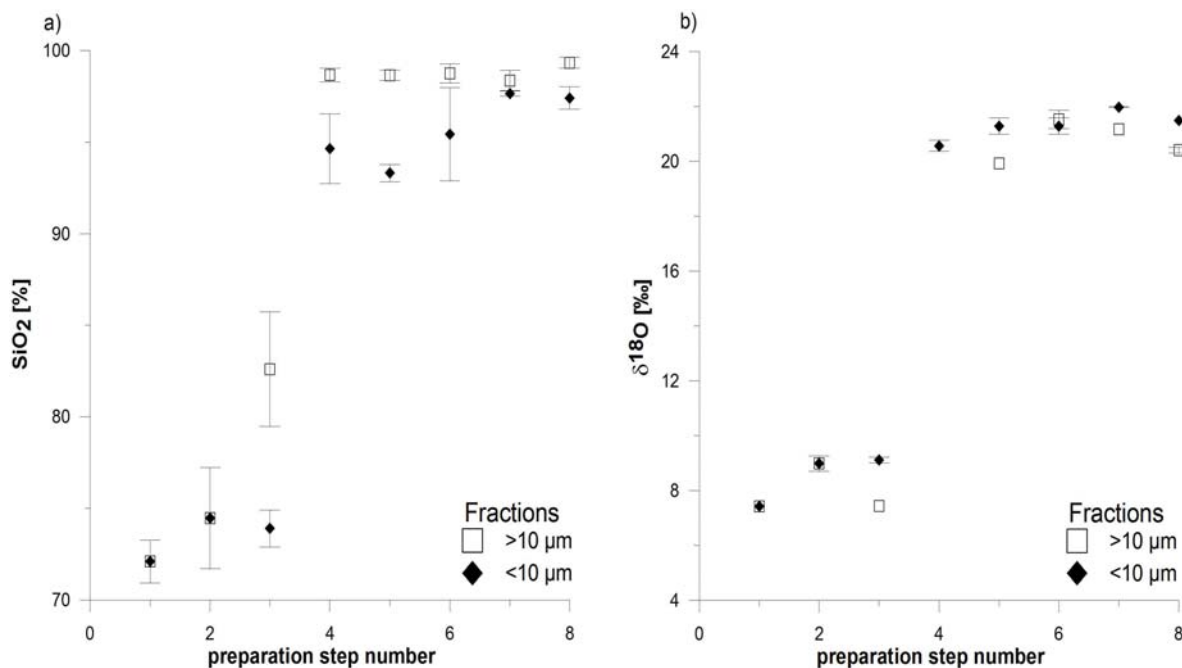 a)
100
90
80
70
SiO2 [%]
0
2
4
6
8
preparation step number
Fractions
>10 µm
<10 µm
b)
24
20
16
12
8
4
δ18O [‰]
0
2
4
6
8
preparation step number
Fractions
>10 µm
<10 µm